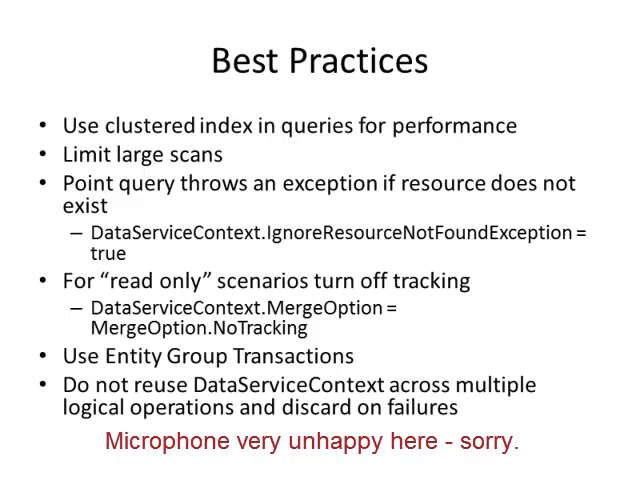 Best Practices
• Use clustered index in queries for performance
• Limit large scans
• Point query throws an exception if resource does not
exist
– DataServiceContext.IgnoreResourceNotFoundException =
true
• For “read only” scenarios turn off tracking
– DataServiceContext.MergeOption =
MergeOption.NoTracking
• Use Entity Group Transactions
• Do not reuse DataServiceContext across multiple
logical operations and discard on failures
Microphone very unhappy here - sorry.